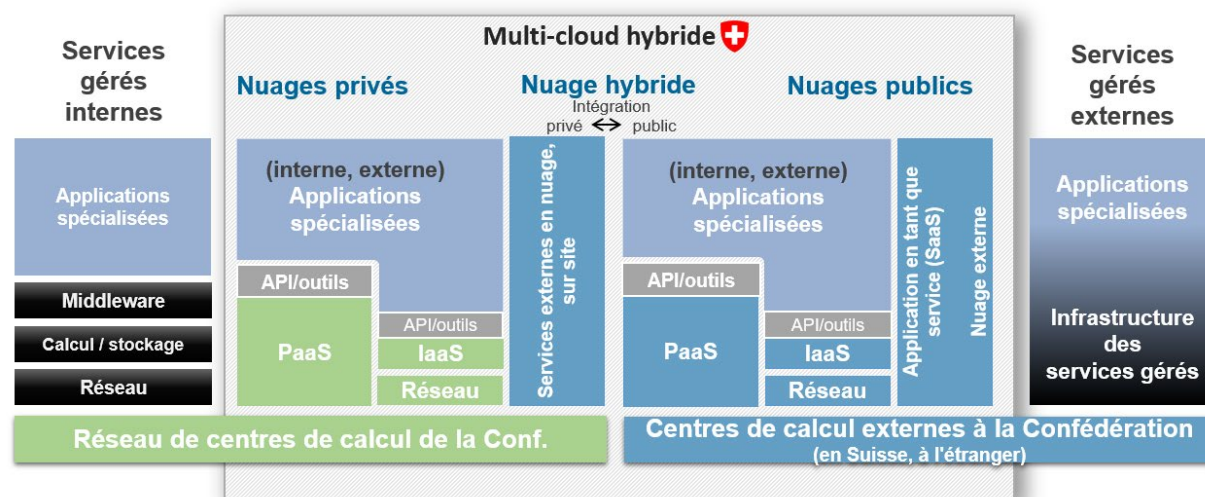 Multi-cloud hybride
Services
gérés
internes
Nuages privés
Nuage hybride
Intégration
privé
public
Nuages publics
Services
gérés
externes
Applications
spécialisées
Middleware
Calcul / stockage
Réseau
(interne, externe)
Applications
spécialisées
API/outils
PaaS
API/outils
IaaS
Réseau
Services externes en nuage,
sur site
(interne, externe)
Applications
spécialisées
API/outils
PaaS
API/outils
IaaS
Réseau
Application en tant que
service (SaaS)
Nuage externe
Applications
spécialisées
Infrastructure
des
services gérés
Réseau de centres de calcul de la Conf.
Centres de calcul externes à la Confédération
(en Suisse, à l'étranger)